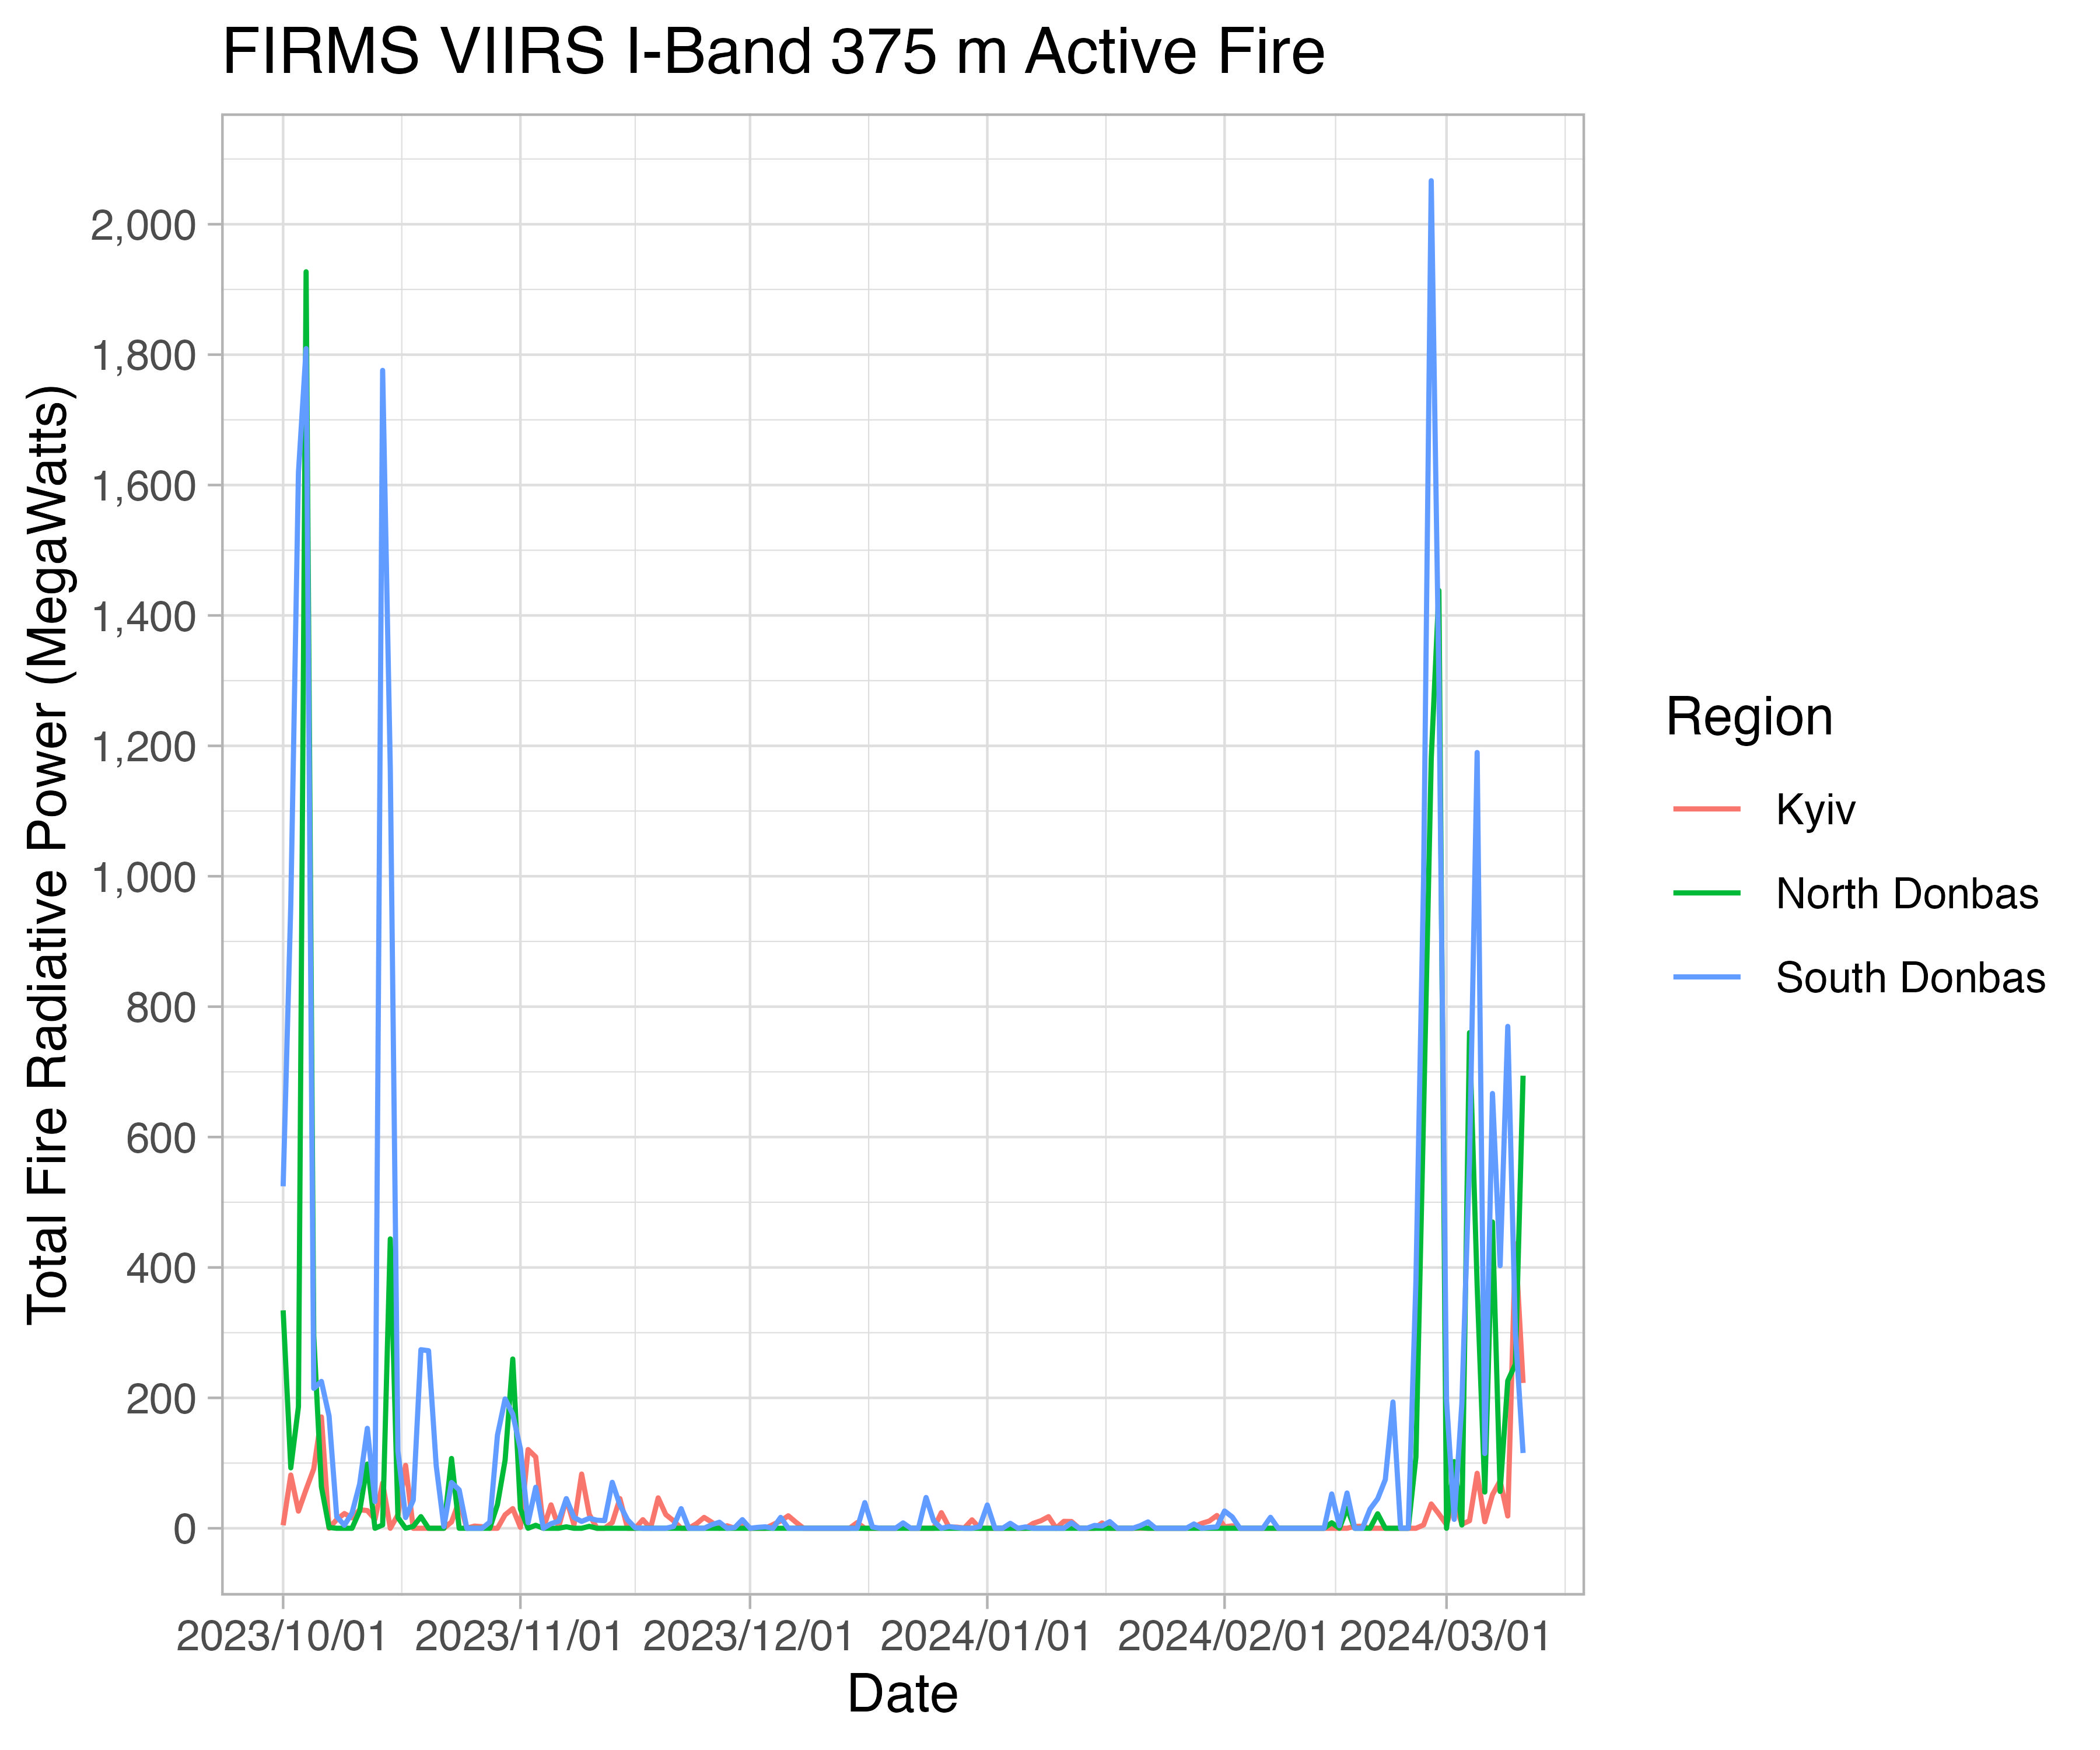 FIRMS VIIRS I-Band 375 m Active Fire
Total Fire Radiative Power (MegaWatts)
2,000
1,800
1,600
1,400
1,200
1,000
800
600
400
200
0
2023/10/01 2023/11/01 2023/12/01 2024/01/01 2024/02/01 2024/03/01
Date
Region
Kyiv
North Donbas
South Donbas